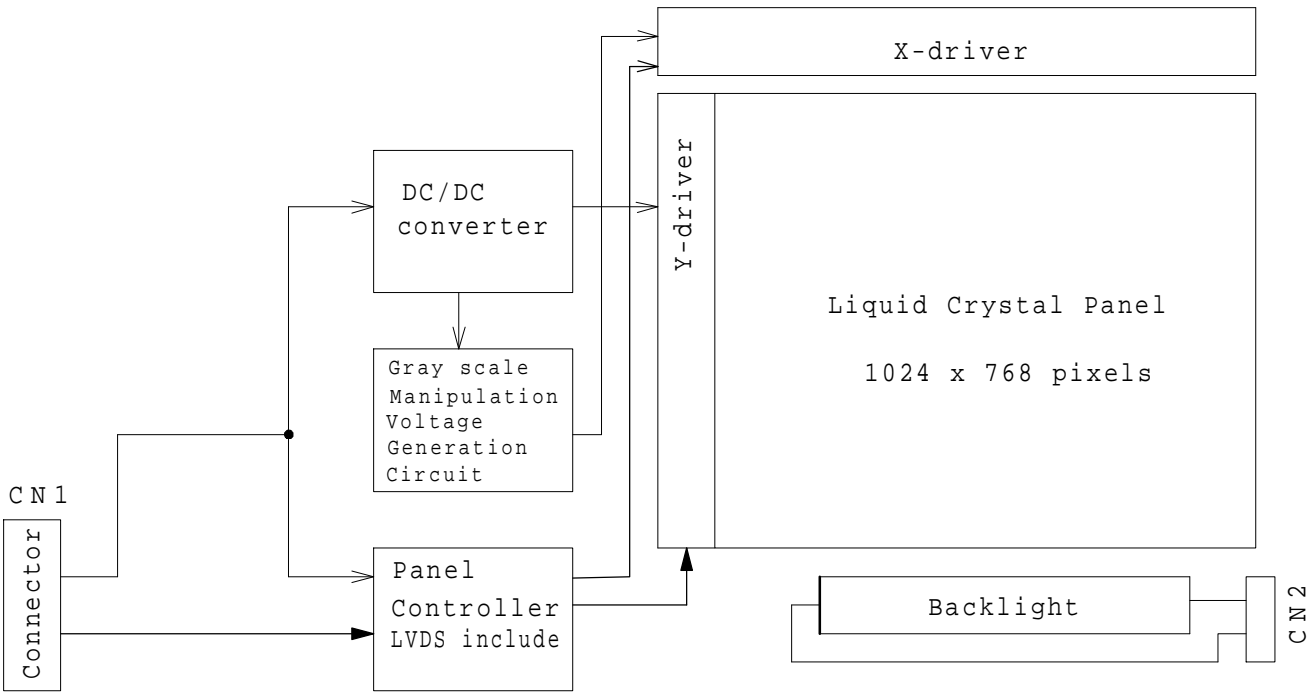 X-driver
DC/DC
converter
Y-driver
Liquid Crystal Panel
1024 x 768 pixels
Gray scale
Manipulation
Voltage
Generation
Circuit
CN1
Connector
Panel
Controller
LVDS include
Backlight
CN2